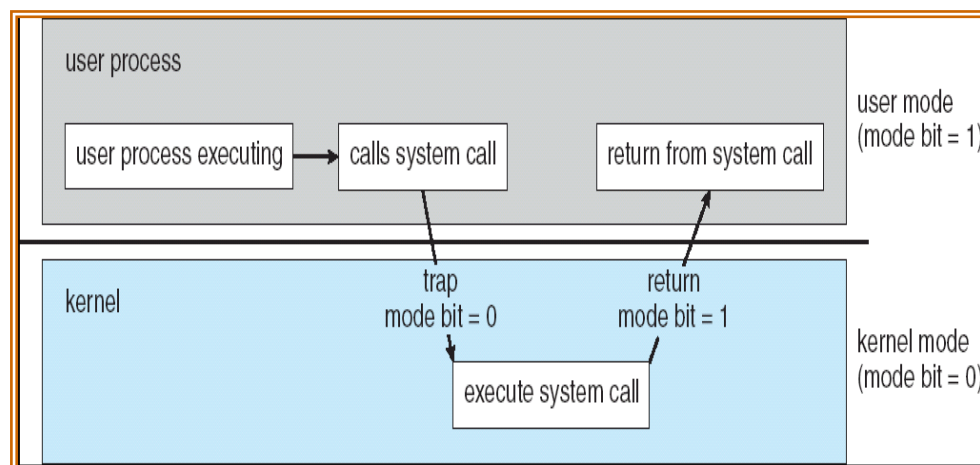 user process
user process executing
calls system call
return from system call
user mode
(mode bit = 1)
kernel
trap
mode bit = 0
return
mode bit = 1
execute system call
kernel mode
(mode bit = 0)